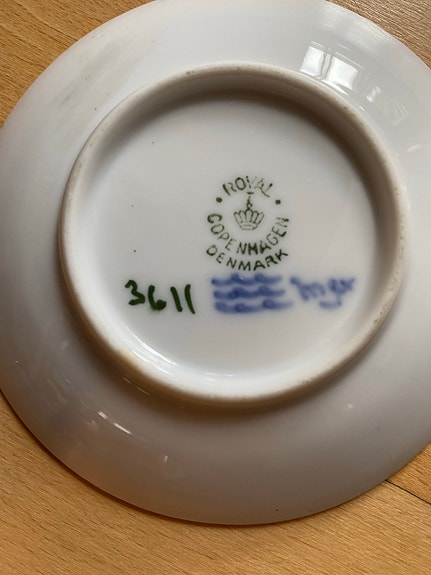 ROYAL
COPENHAGEN
DENMARK
3611